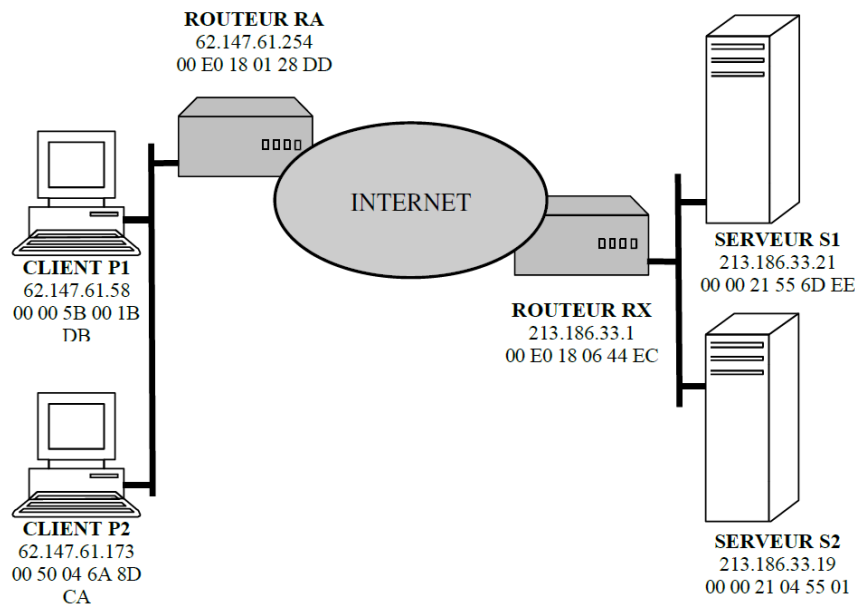 ROUTEUR RA
62.147.61.254
00 E0 18 01 28 DD
INTERNET
CLIENT P1
62.147.61.58
00 00 5B 00 1B
DB
SERVEUR S1
213.186.33.21
00 00 21 55 6D EE
ROUTEUR RX
213.186.33.1
00 E0 18 06 44 EC
CLIENT P2
62.147.61.173
00 50 04 6A 8D
CA
SERVEUR S2
213.186.33.19
00 00 21 04 55 01